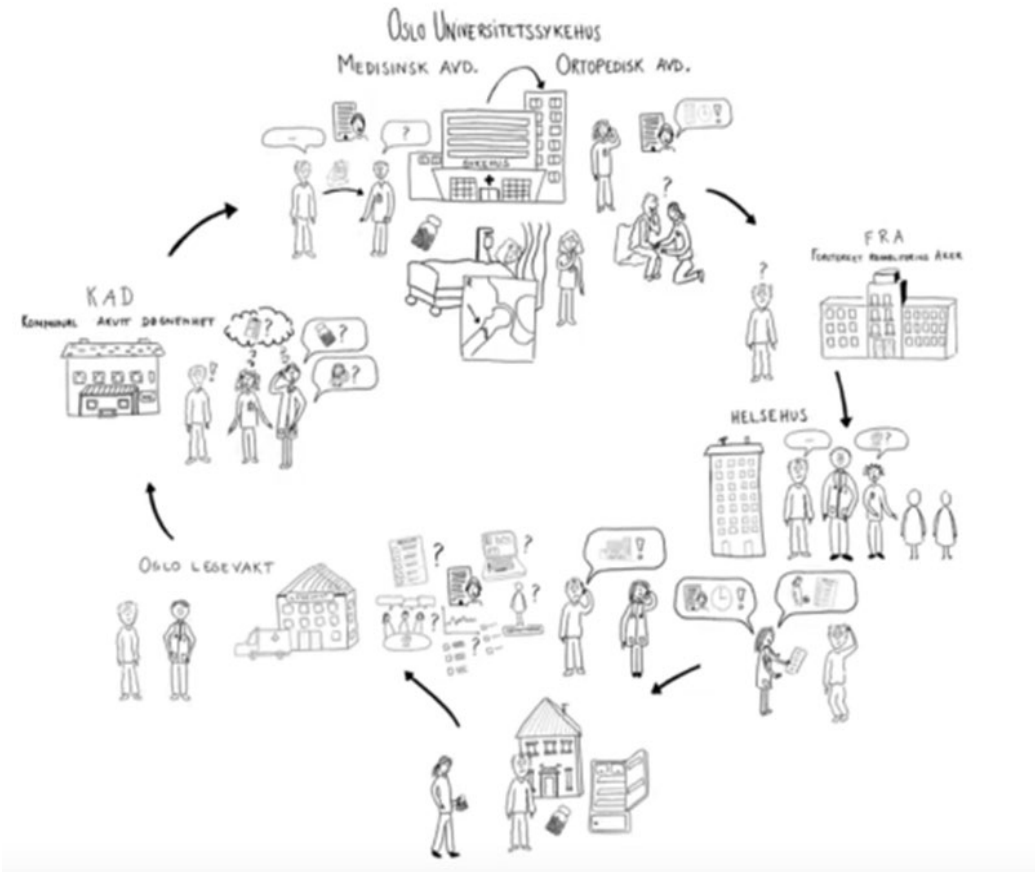 OSLO UNIVERSITETSSYKEHUS
MEDISINSK AVD.
ORTOPEDISK AVD.
SYKEHUS
FRA
FORSTERKET REHABILITERING AKER
KAD
KOMMUNAL AKUTT DØGNENHET
HELSEHUS
OSLO LEGEVAKT